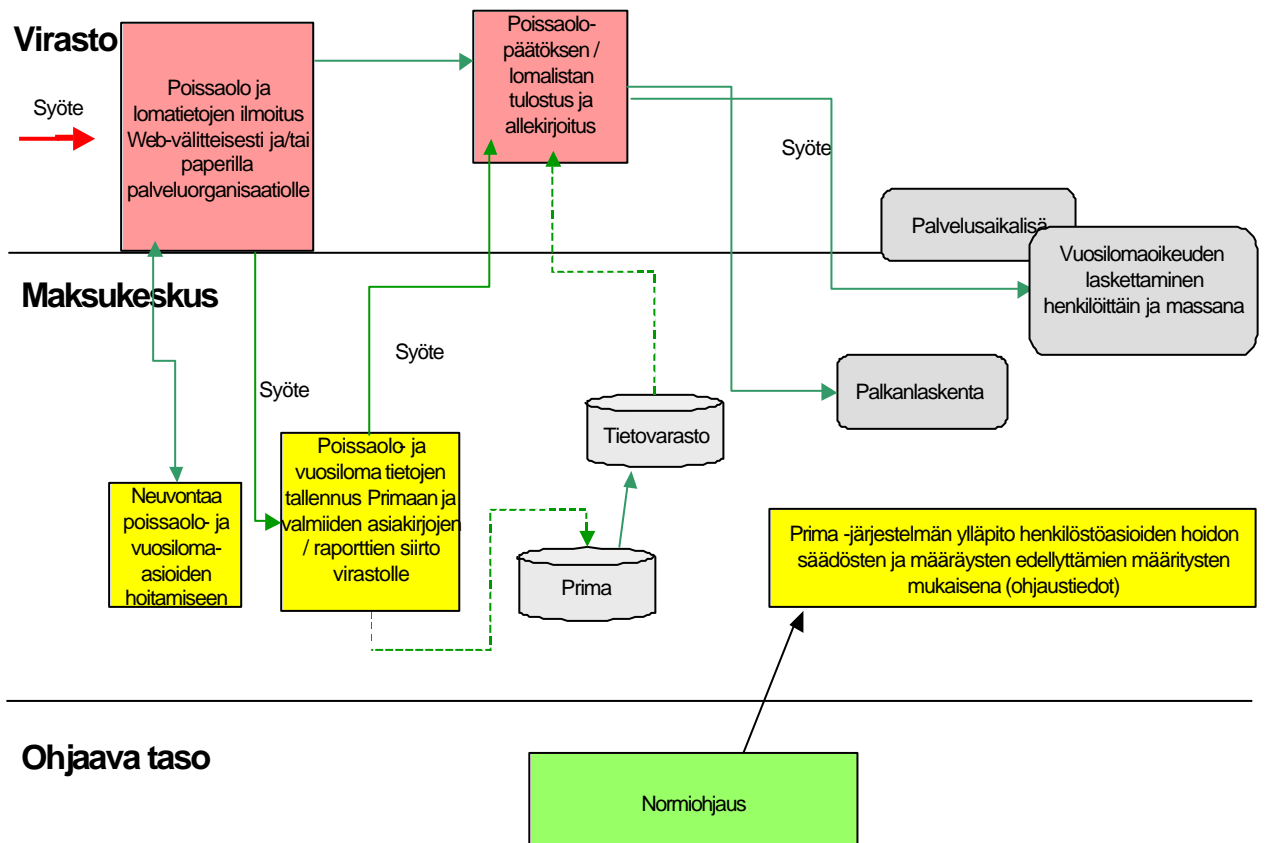 Virasto
Syöte
Poissaolo ja
lomatietojen ilmoitus
Web-välitteisesti ja/tai
paperilla
palveluorganisaatiolle
Poissaolo-
päätöksen /
lomalistan
tulostus ja
allekirjoitus
Syöte
Palvelusaikalisä
Vuosilomaoikeuden
laskettaminen
henkilöittäin ja massana
Maksukeskus
Syöte
Syöte
Palkanlaskenta
Tietovarasto
Neuvontaa
poissaolo- ja
vuosiloma-
asioiden
hoitamiseen
Poissaolo- ja
vuosiloma tietojen
tallennus Primaan ja
valmiiden asiakirjojen
/ raporttien siirto
virastolle
Prima
Prima -järjestelmän ylläpito henkilöstöasioiden hoidon
säädösten ja määräysten edellyttämien määritysten
mukaisena (ohjaustiedot)
Ohjaava taso
Normiohjaus